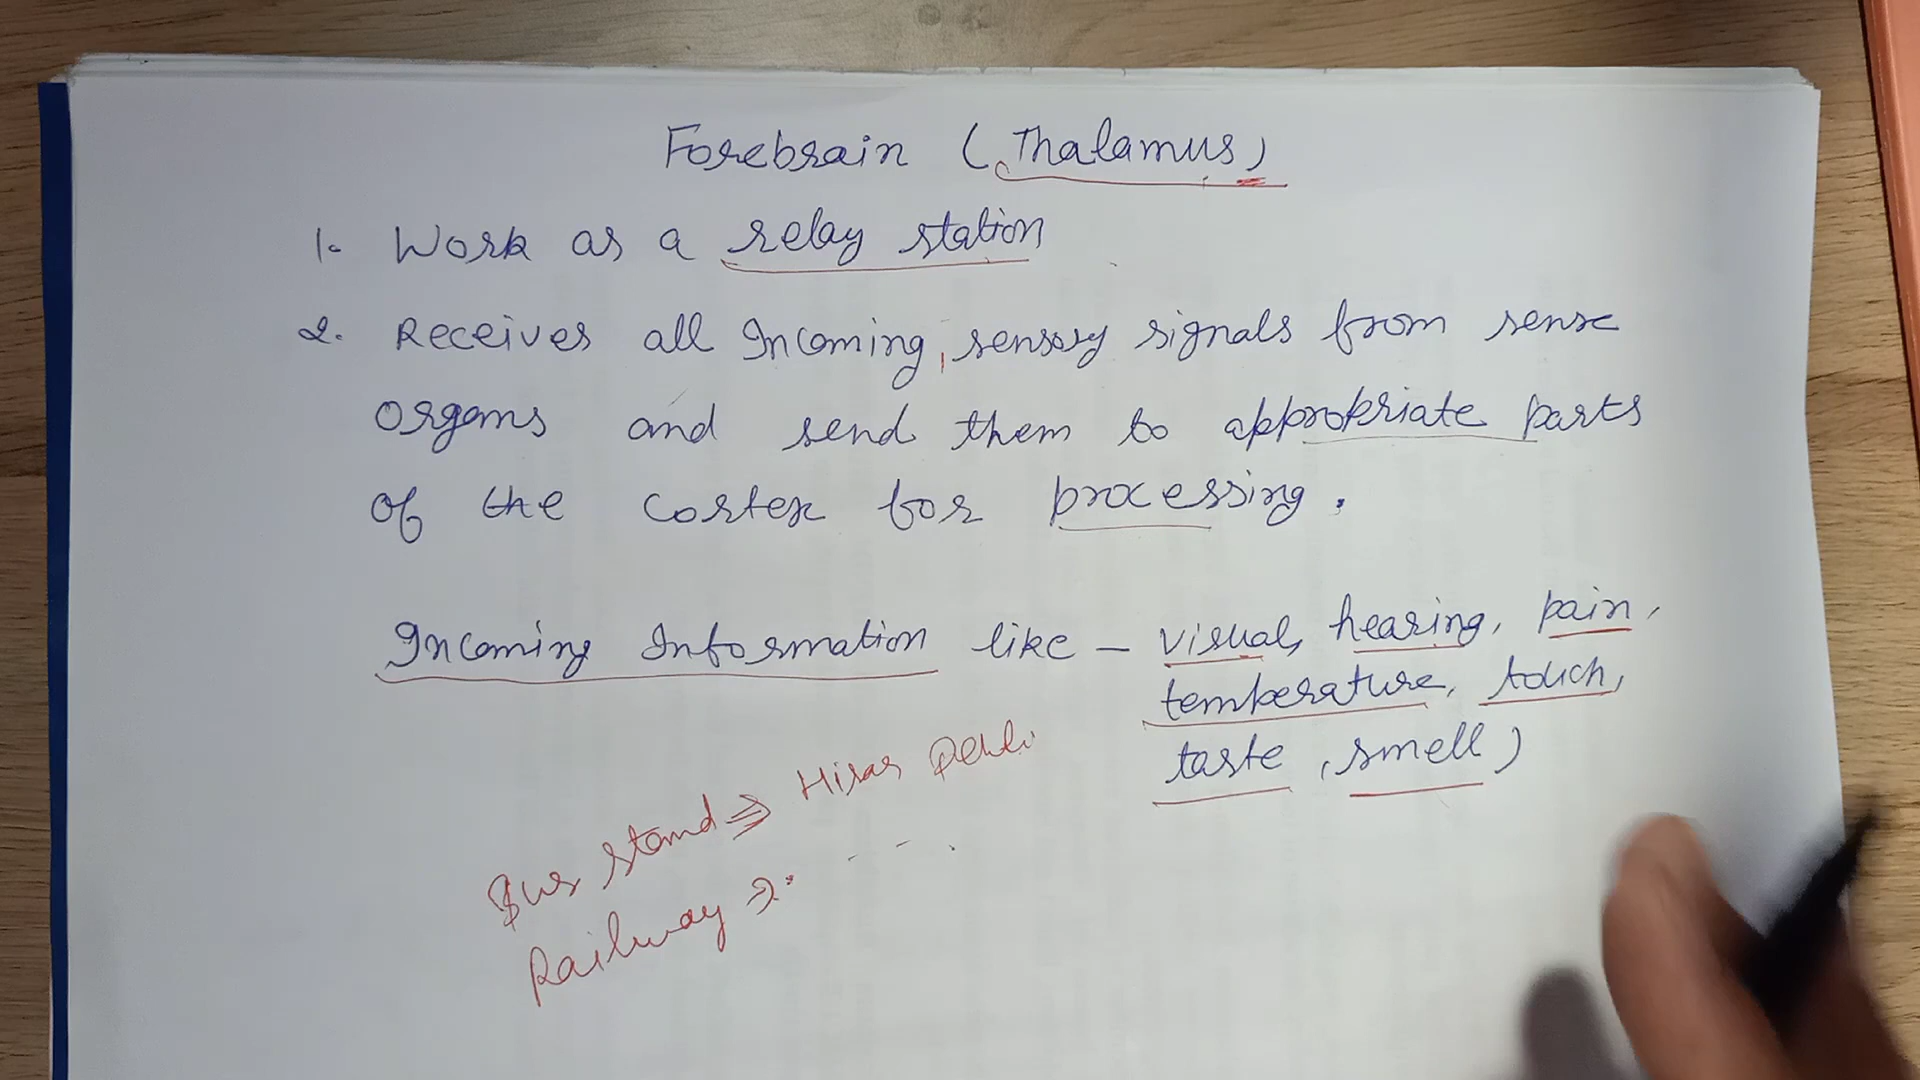 Forebrain (Thalamus)
1. Work as a relay station
2. Receives all Incoming, sensory signals from sense
organs and send them to appropriate parts
of the cortex for processing.
Incoming Information like – visual, hearing, pain,
temperature, touch,
taste, smell)
Bus stand ⇒ Hisar Dehli
Railway ⇒